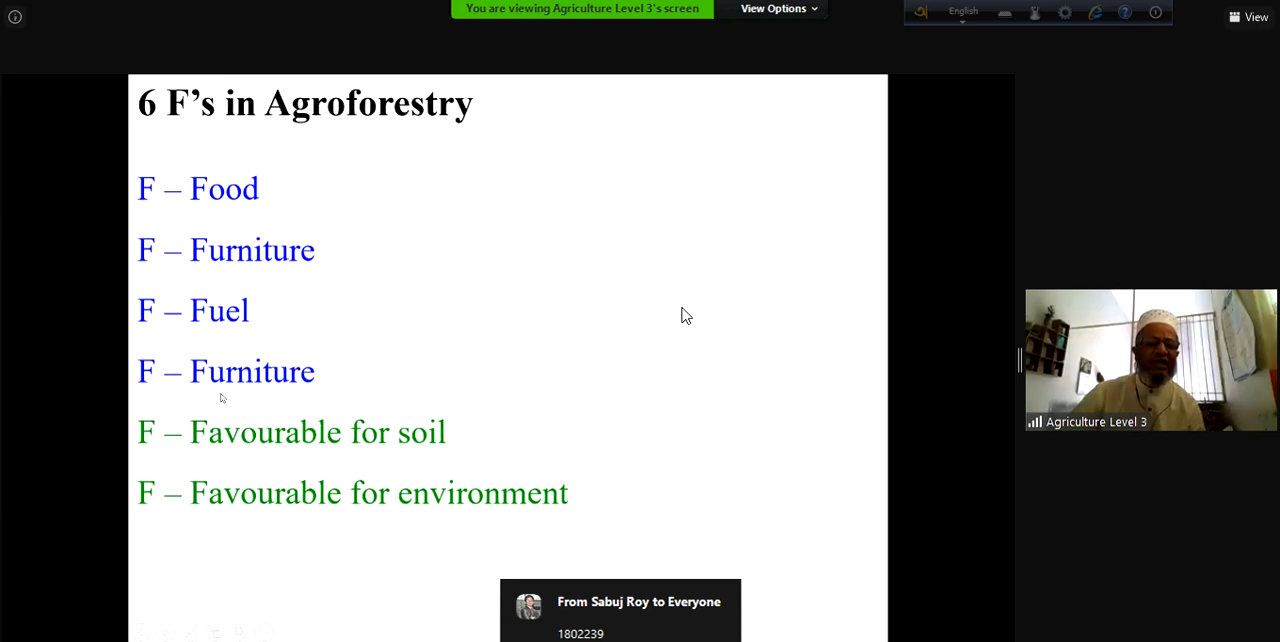 You are viewing Agriculture Level 3's screen
View Options
English
View
6 F’s in Agroforestry
F – Food
F – Furniture
F – Fuel
F – Furniture
F – Favourable for soil
F – Favourable for environment
Agriculture Level 3
From Sabuj Roy to Everyone
1802239